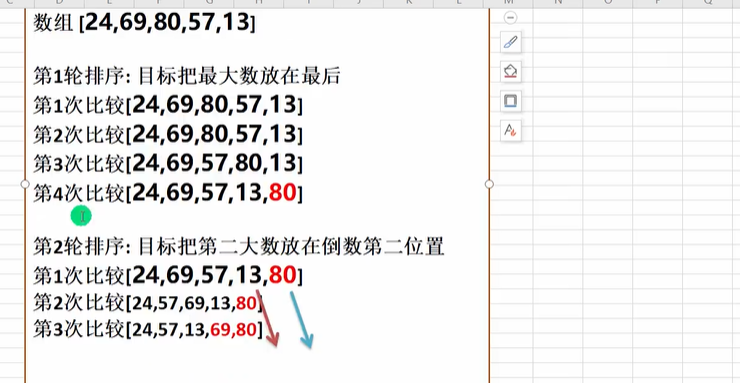 数组 [24,69,80,57,13]
第1轮排序: 目标把最大数放在最后
第1次比较[24,69,80,57,13]
第2次比较[24,69,80,57,13]
第3次比较[24,69,57,80,13]
第4次比较[24,69,57,13,80]
第2轮排序: 目标把第二大数放在倒数第二位置
第1次比较[24,69,57,13,80]
第2次比较[24,57,69,13,80]
第3次比较[24,57,13,69,80]